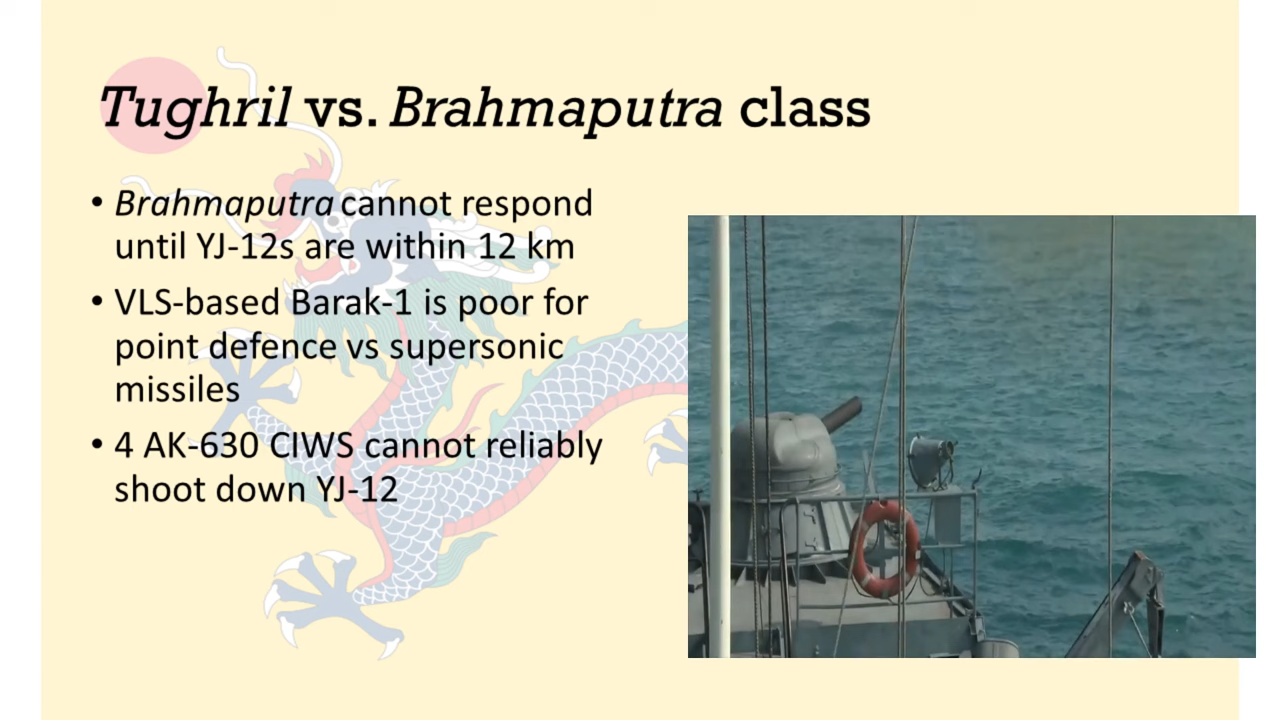 Tughril vs. Brahmaputra class
• Brahmaputra cannot respond
until YJ-12s are within 12 km
• VLS-based Barak-1 is poor for
point defence vs supersonic
missiles
• 4 AK-630 CIWS cannot reliably
shoot down YJ-12